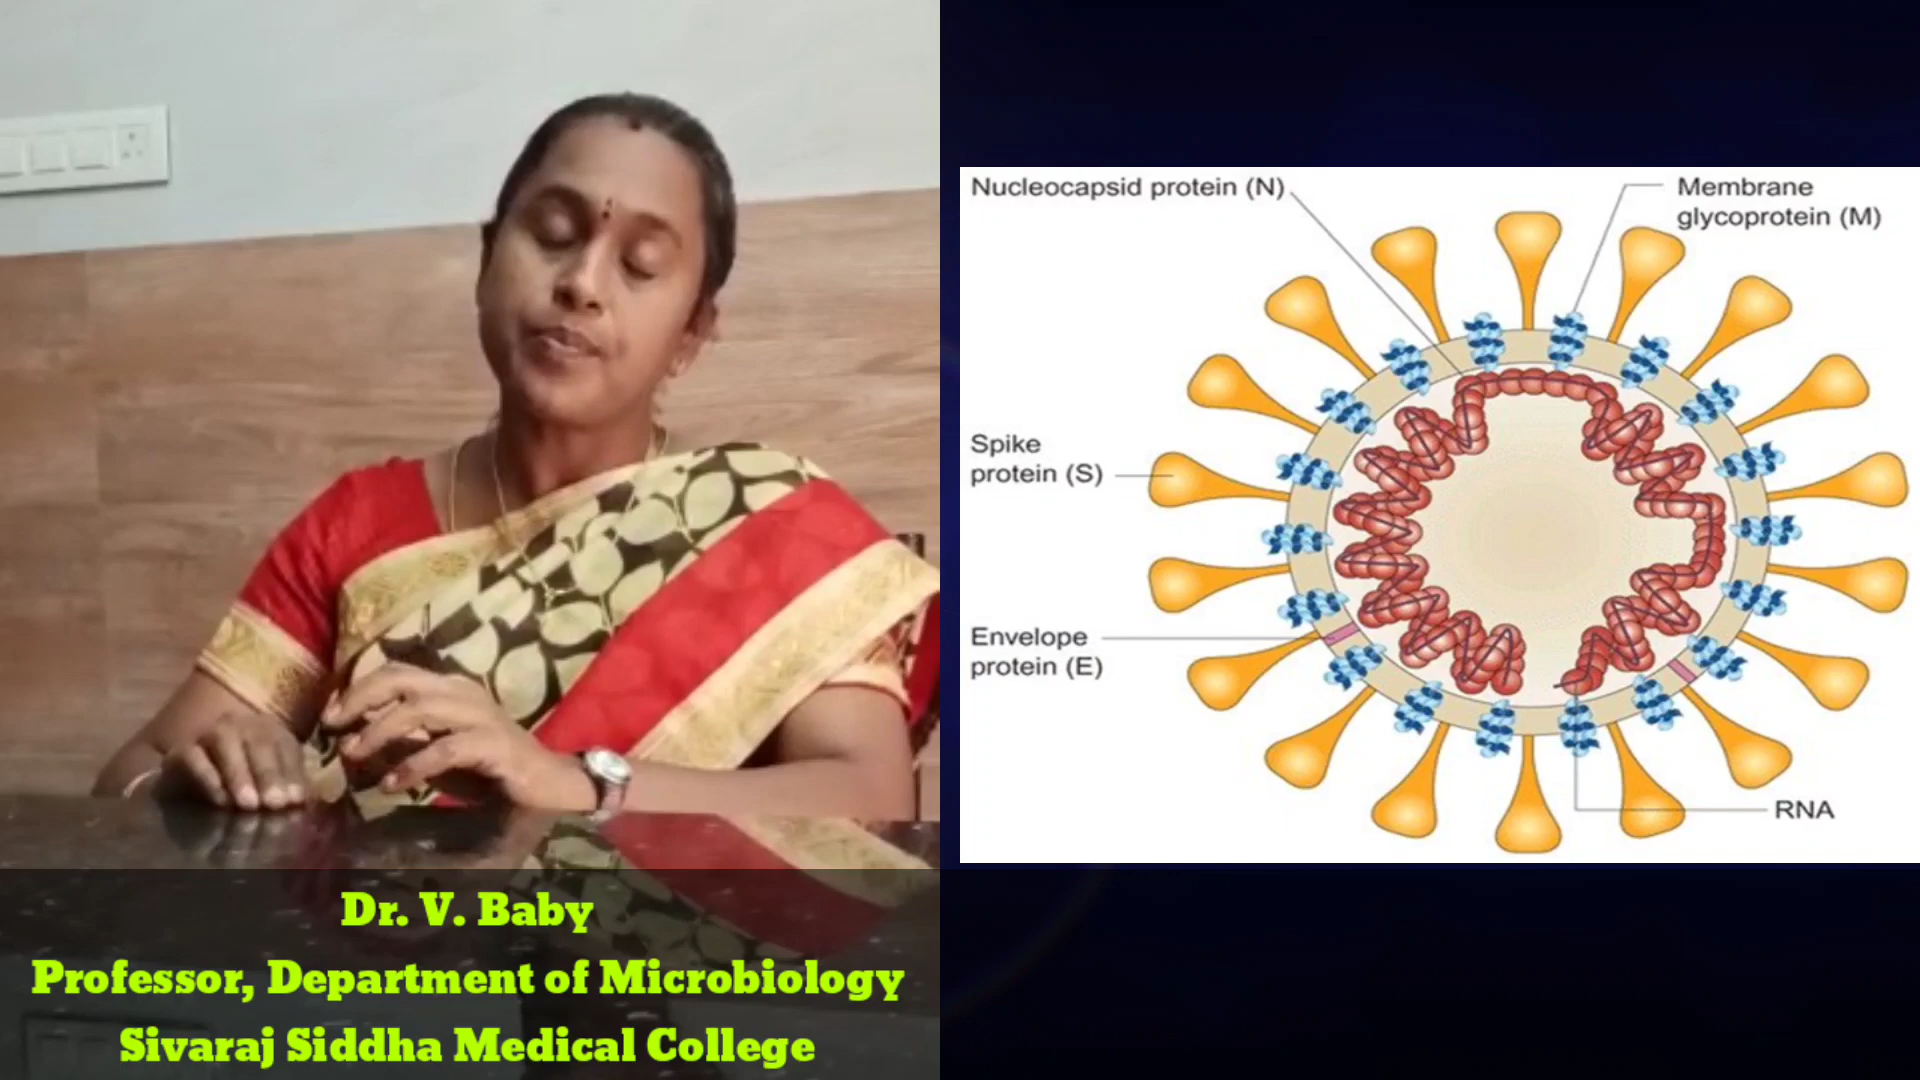 Dr. V. Baby
Professor, Department of Microbiology
Sivaraj Siddha Medical College
Nucleocapsid protein (N)
Membrane
glycoprotein (M)
Spike
protein (S)
Envelope
protein (E)
RNA